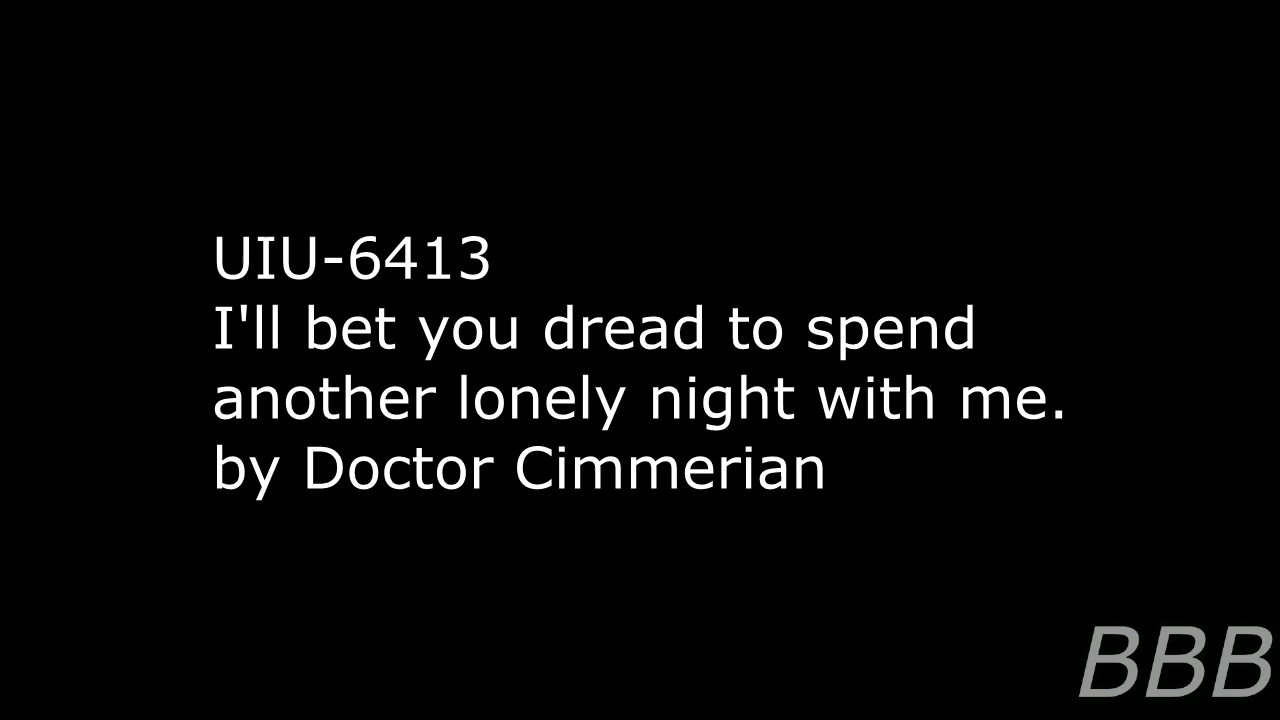 UIU-6413
I'll bet you dread to spend
another lonely night with me.
by Doctor Cimmerian
BBB